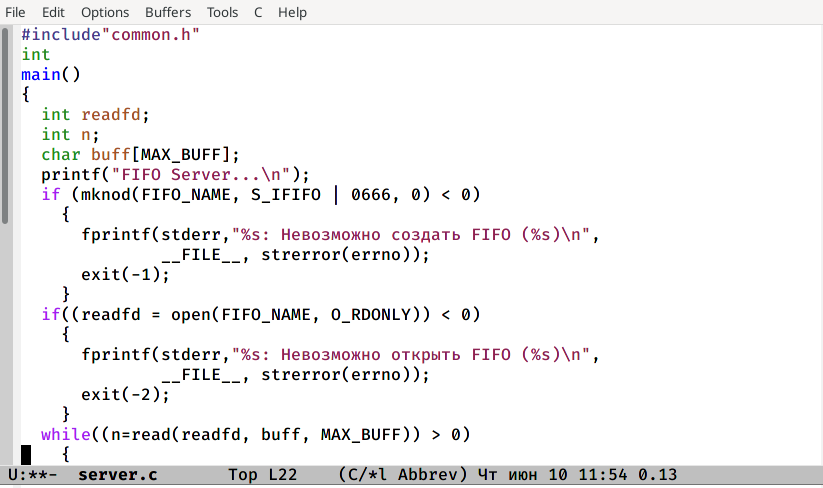 File Edit Options Buffers Tools C Help
#include"common.h"
int
main()
{
  int readfd;
  int n;
  char buff[MAX_BUFF];
  printf("FIFO Server...\n");
  if (mknod(FIFO_NAME, S_IFIFO | 0666, 0) < 0)
    {
      fprintf(stderr,"%s: Невозможно создать FIFO (%s)\n",
              __FILE__, strerror(errno));
      exit(-1);
    }
  if((readfd = open(FIFO_NAME, O_RDONLY)) < 0)
    {
      fprintf(stderr,"%s: Невозможно открыть FIFO (%s)\n",
              __FILE__, strerror(errno));
      exit(-2);
    }
  while((n=read(readfd, buff, MAX_BUFF)) > 0)
    {
U:**-  server.c       Top L22    (C/*l Abbrev) Чт июн 10 11:54 0.13